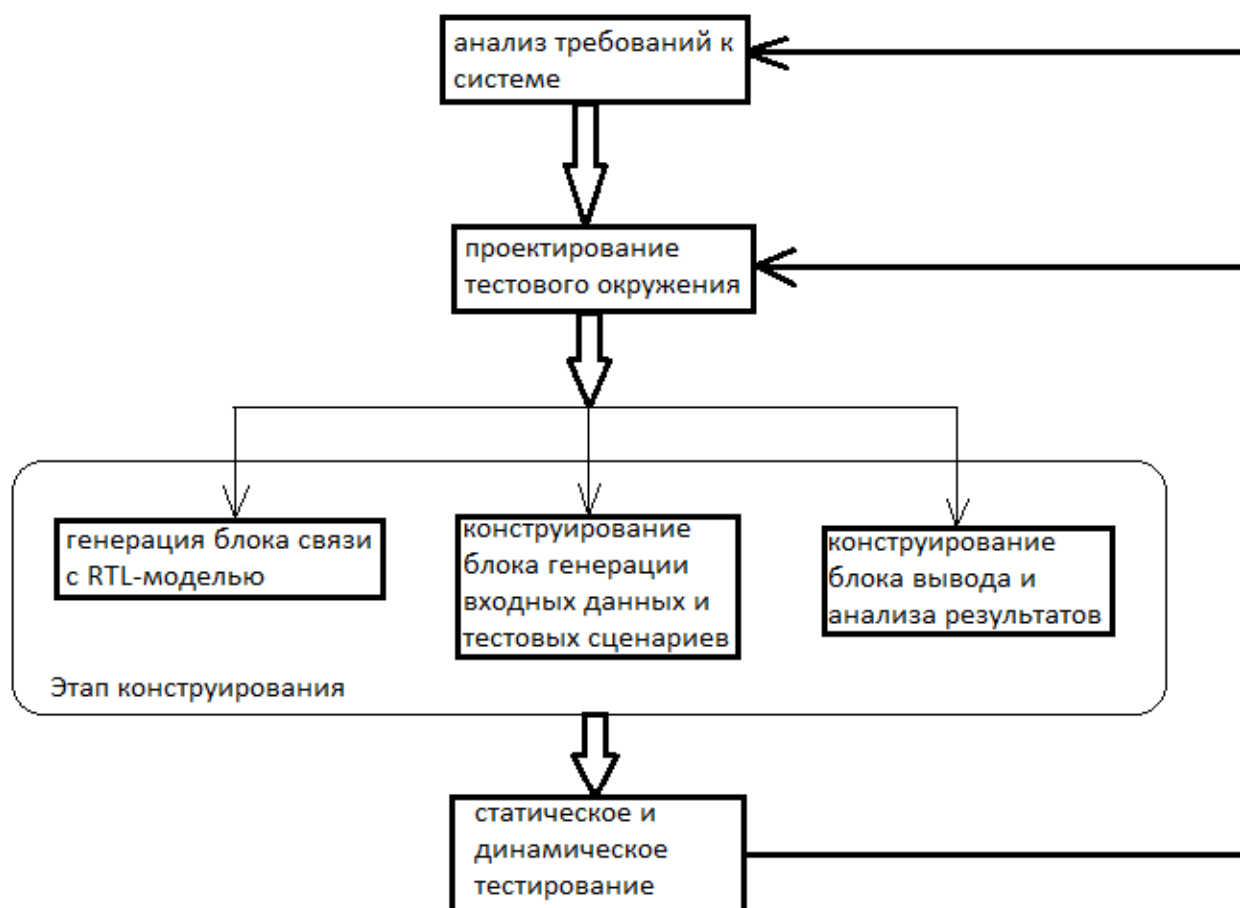 анализ требований к
системе
проектирование
тестового окружения
генерация блока связи
с RTL-моделью
конструирование
блока генерации
входных данных и
тестовых сценариев
конструирование
блока вывода и
анализа результатов
Этап конструирования
статическое и
динамическое
тестирование